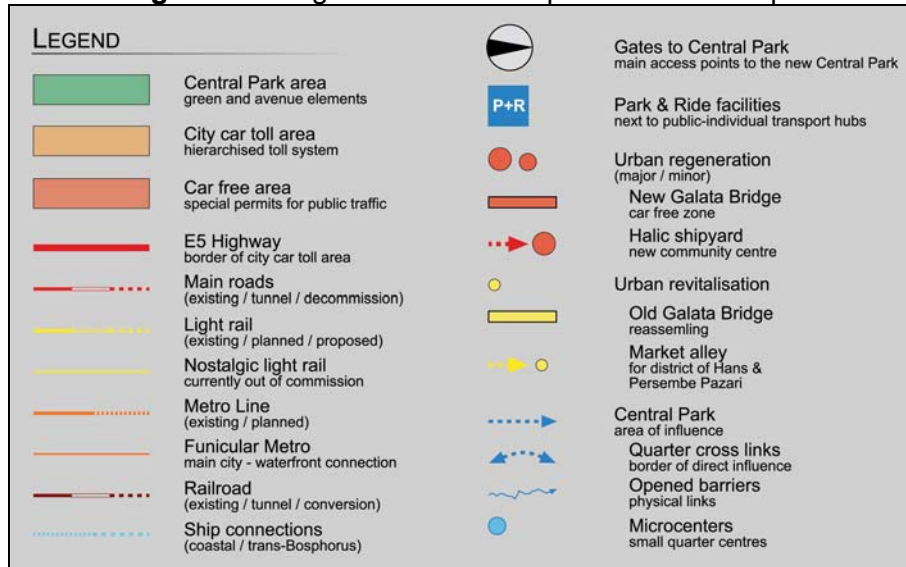 LEGEND
Central Park area
green and avenue elements
City car toll area
hierarchised toll system
Car free area
special permits for public traffic
E5 Highway
border of city car toll area
Main roads
(existing / tunnel / decommission)
Light rail
(existing / planned / proposed)
Nostalgic light rail
currently out of commission
Metro Line
(existing / planned)
Funicular Metro
main city - waterfront connection
Railroad
(existing / tunnel / conversion)
Ship connections
(coastal / trans-Bosphorus)
Gates to Central Park
main access points to the new Central Park
P+R
Park & Ride facilities
next to public-individual transport hubs
Urban regeneration
(major / minor)
New Galata Bridge
car free zone
Halic shipyard
new community centre
Urban revitalisation
Old Galata Bridge
reassemling
Market alley
for district of Hans &
Persembe Pazari
Central Park
area of influence
Quarter cross links
border of direct influence
Opened barriers
physical links
Microcenters
small quarter centres